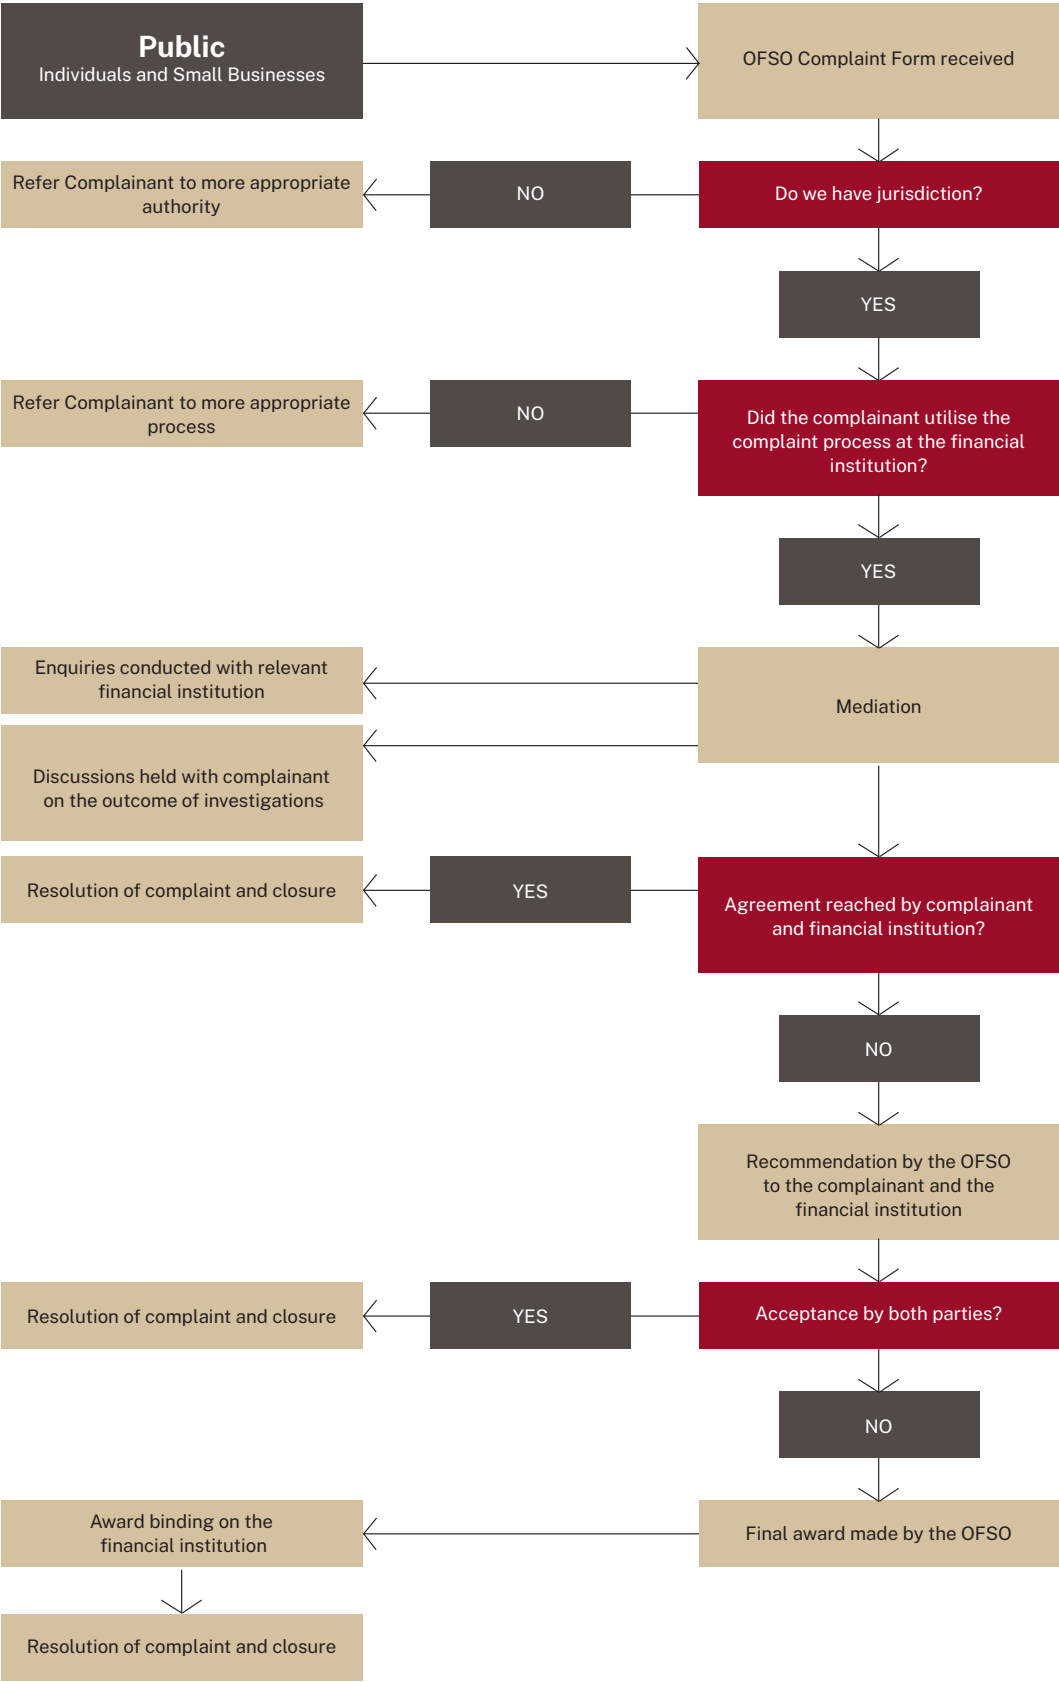 Public
Individuals and Small Businesses
OFSO Complaint Form received
Do we have jurisdiction?
NO
Refer Complainant to more appropriate
authority
YES
Did the complainant utilise the
complaint process at the financial
institution?
NO
Refer Complainant to more appropriate
process
YES
Mediation
Enquiries conducted with relevant
financial institution
Discussions held with complainant
on the outcome of investigations
Agreement reached by complainant
and financial institution?
YES
Resolution of complaint and closure
NO
Recommendation by the OFSO
to the complainant and the
financial institution
Acceptance by both parties?
YES
Resolution of complaint and closure
NO
Final award made by the OFSO
Award binding on the
financial institution
Resolution of complaint and closure